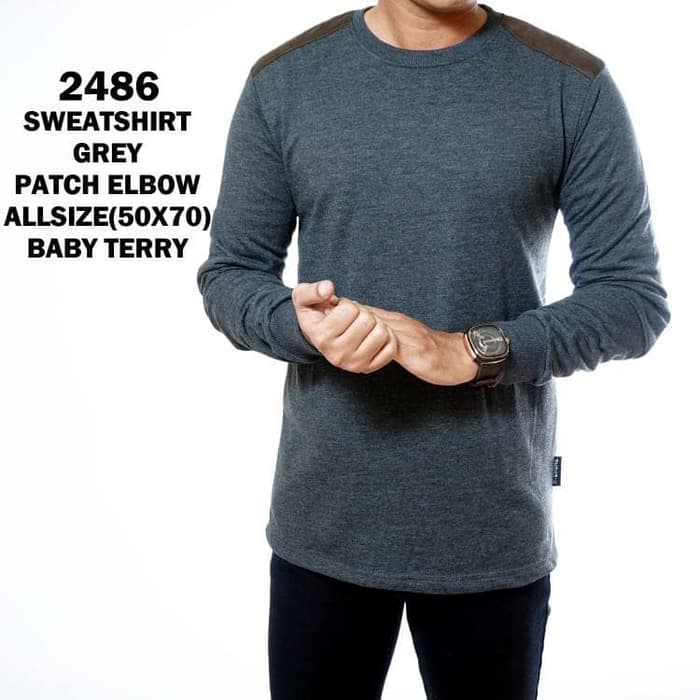 2486
SWEATSHIRT
GREY
PATCH ELBOW
ALLSIZE(50X70)
BABY TERRY